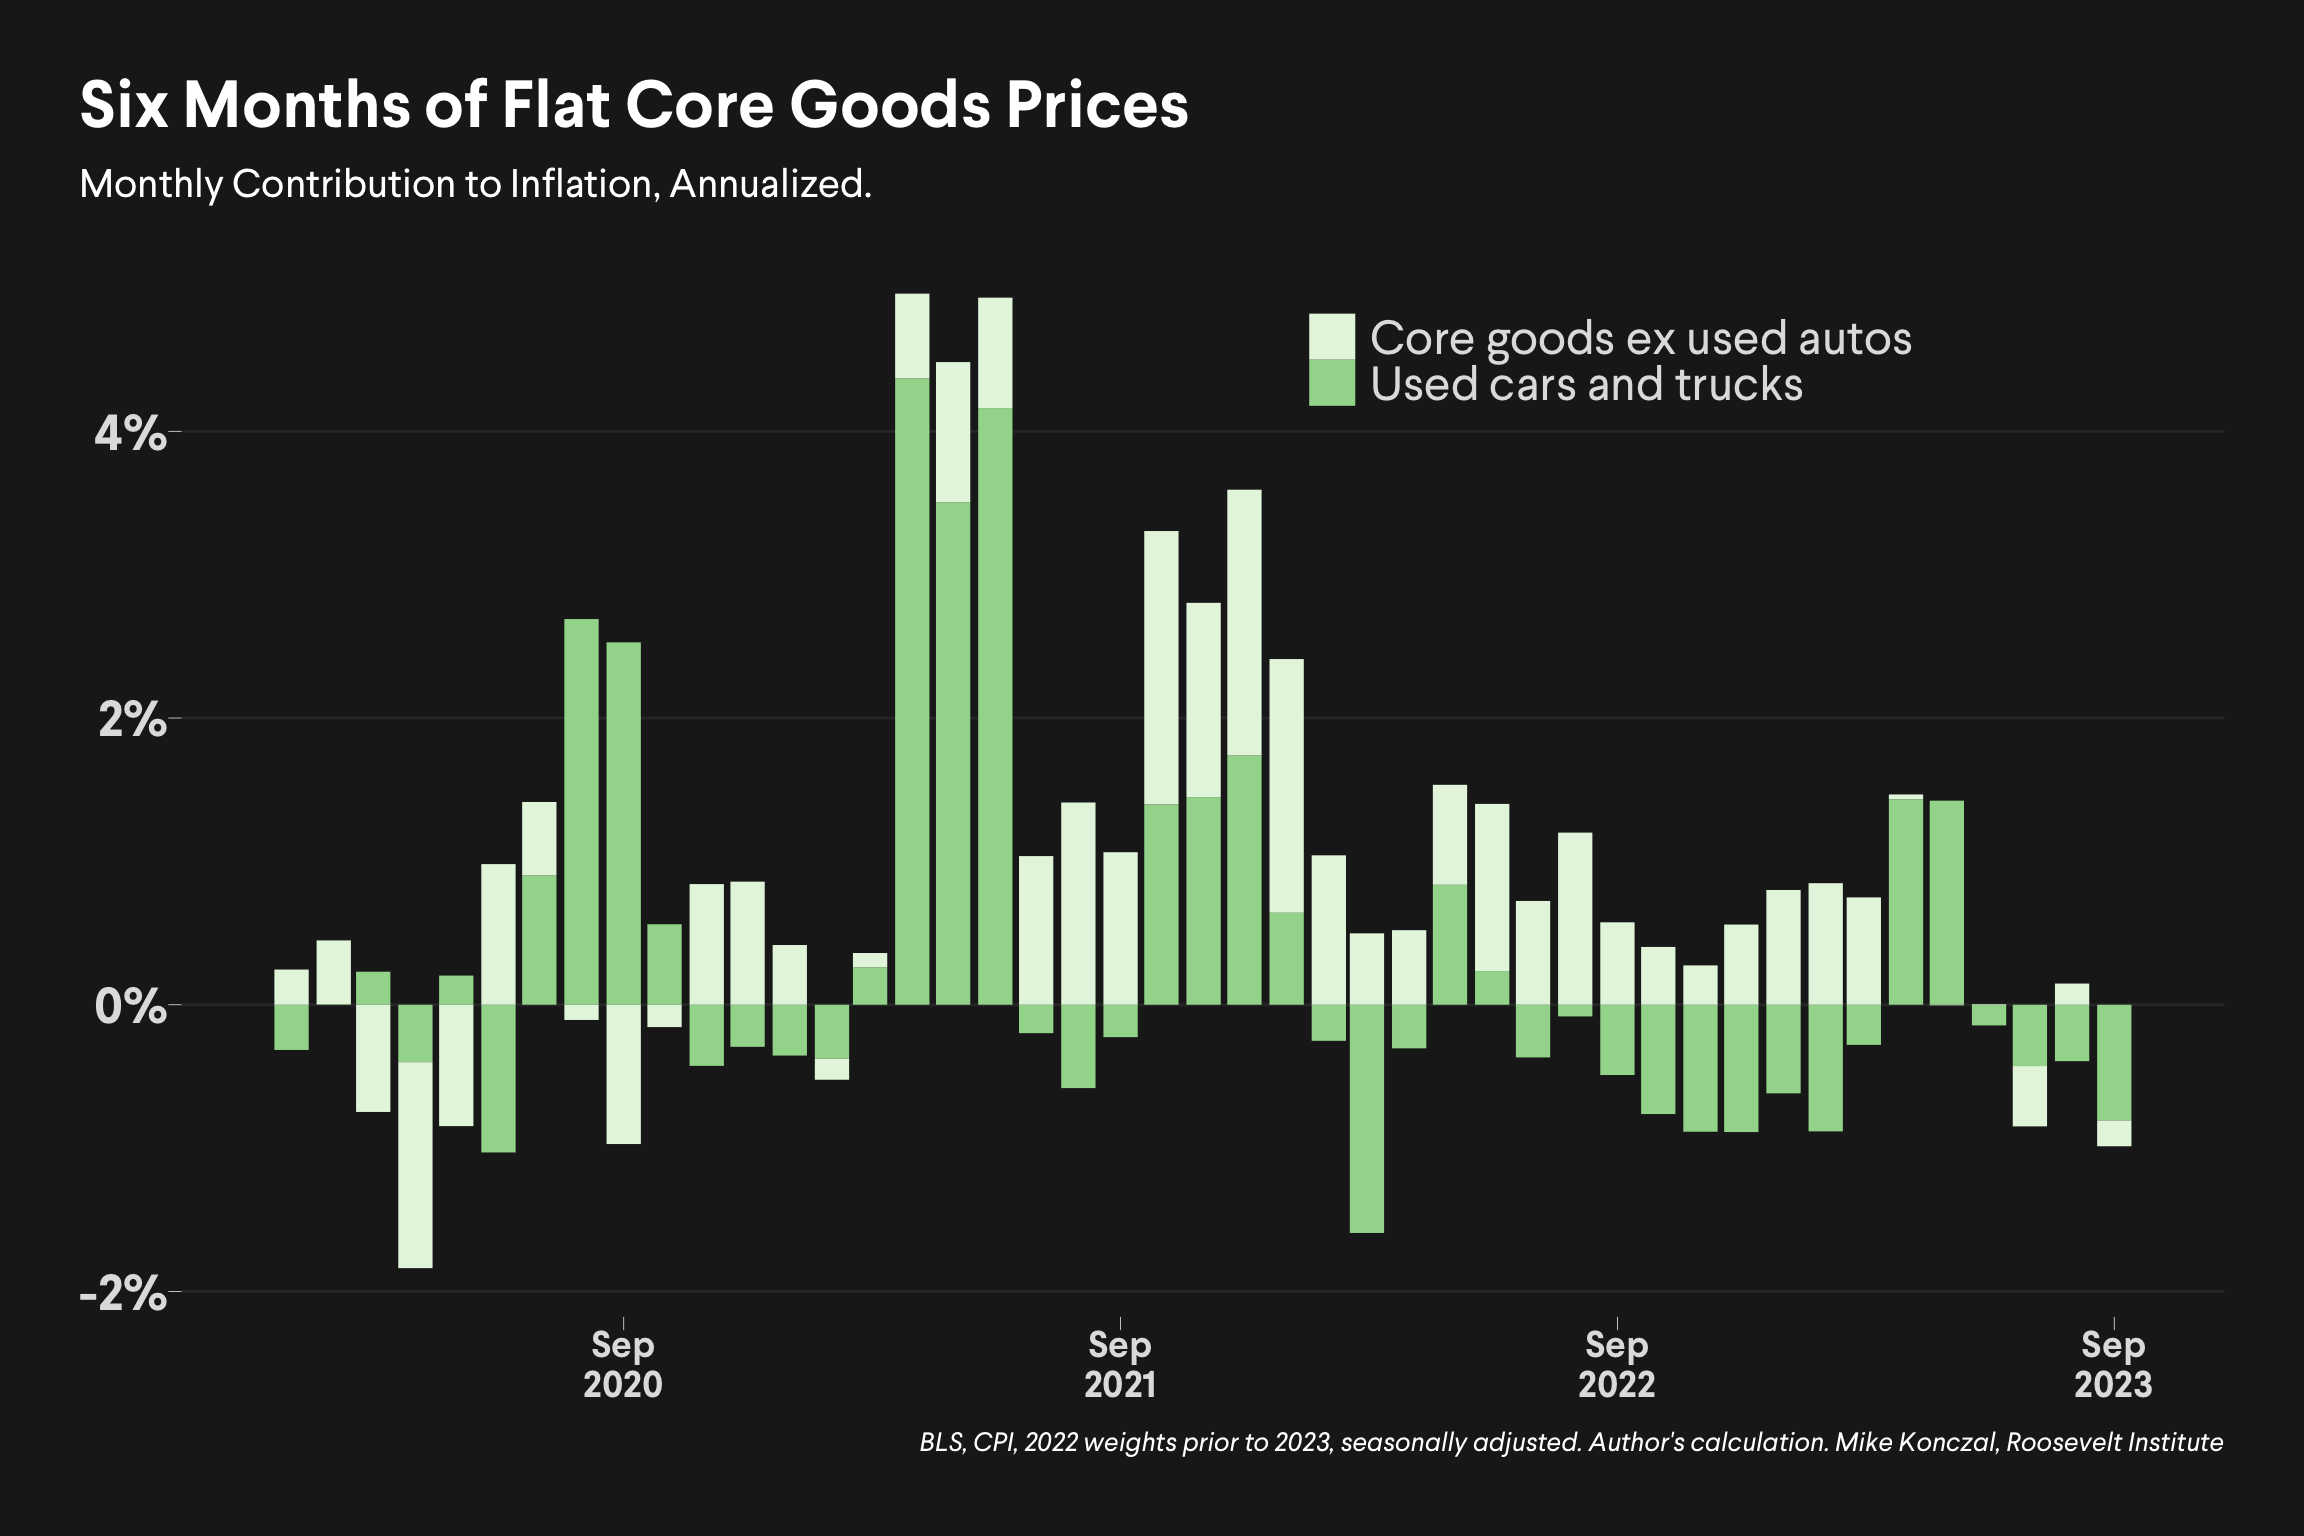 Six Months of Flat Core Goods Prices
Monthly Contribution to Inflation, Annualized.
Core goods ex used autos
Used cars and trucks
4%
2%
0%
-2%
Sep
2020
Sep
2021
Sep
2022
Sep
2023
BLS, CPI, 2022 weights prior to 2023, seasonally adjusted. Author's calculation. Mike Konczal, Roosevelt Institute